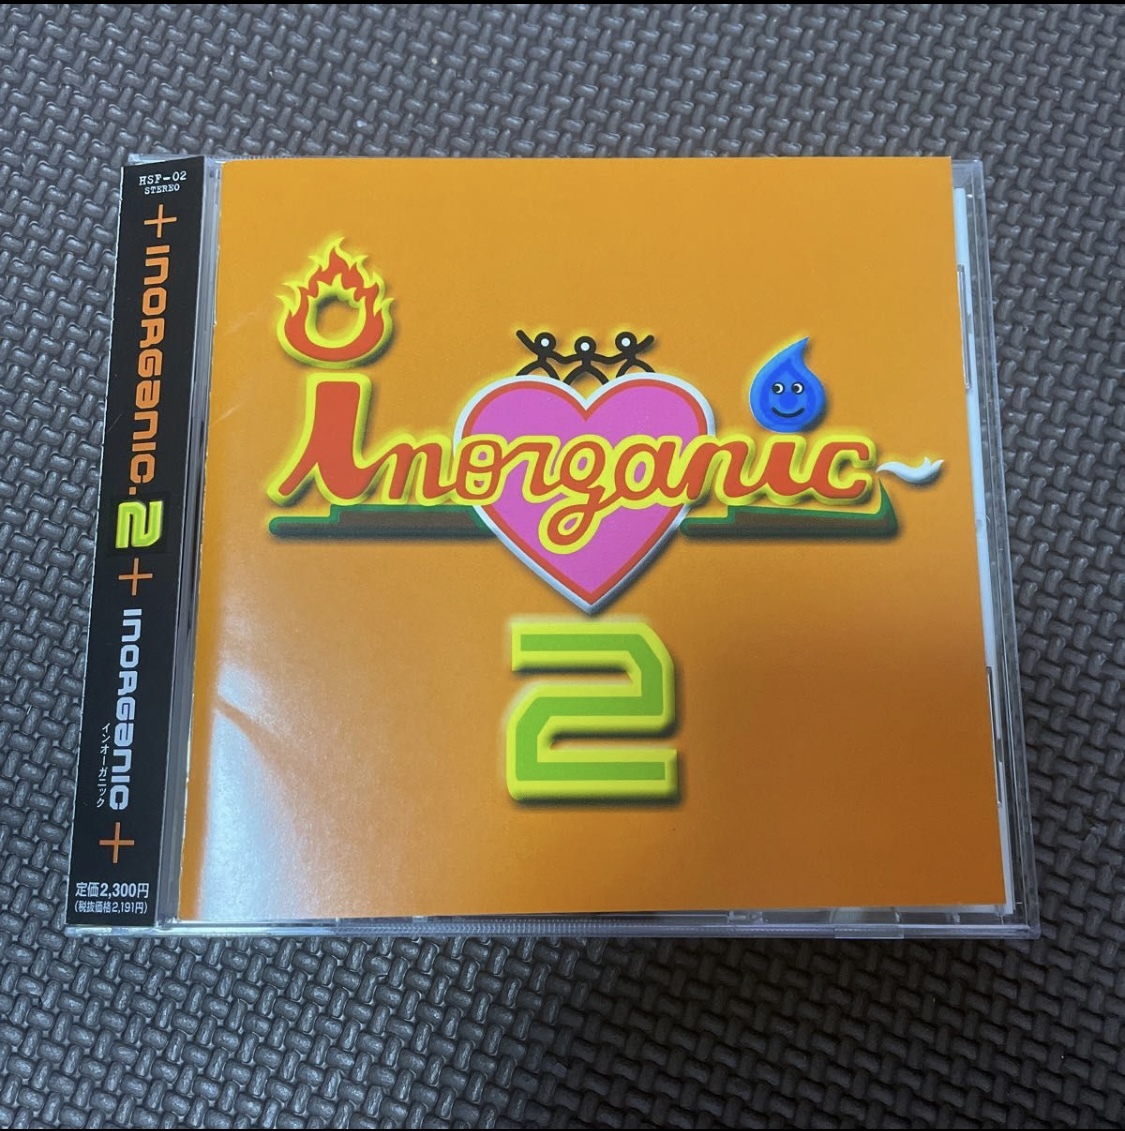 HSF-02
STEREO
+ INORGANIC.2 + INORGANIC +
インオーガニック
定価2,300円
(税抜価格2,191円)
inorganic
2